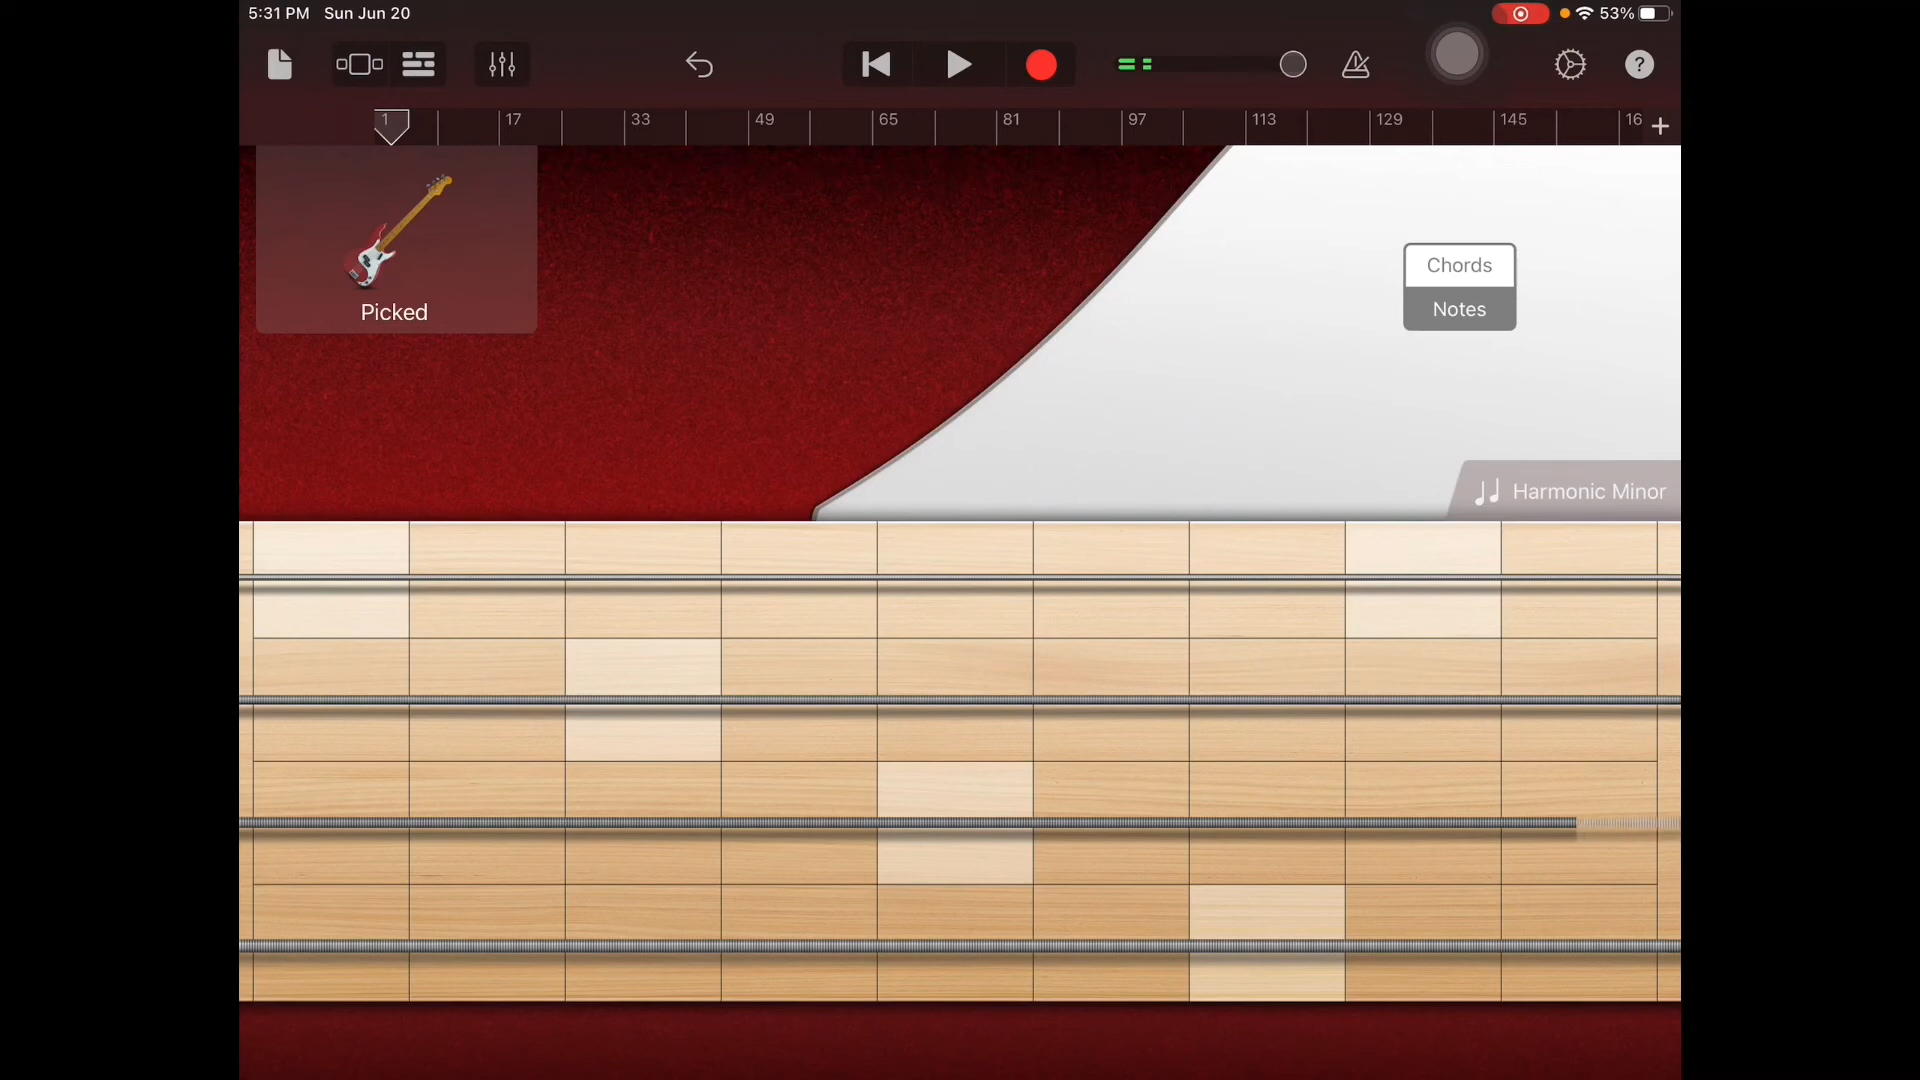 5:31 PM Sun Jun 20 53%
?
1 17 33 49 65 81 97 113 129 145 16 +
Chords
Notes
Picked
Harmonic Minor